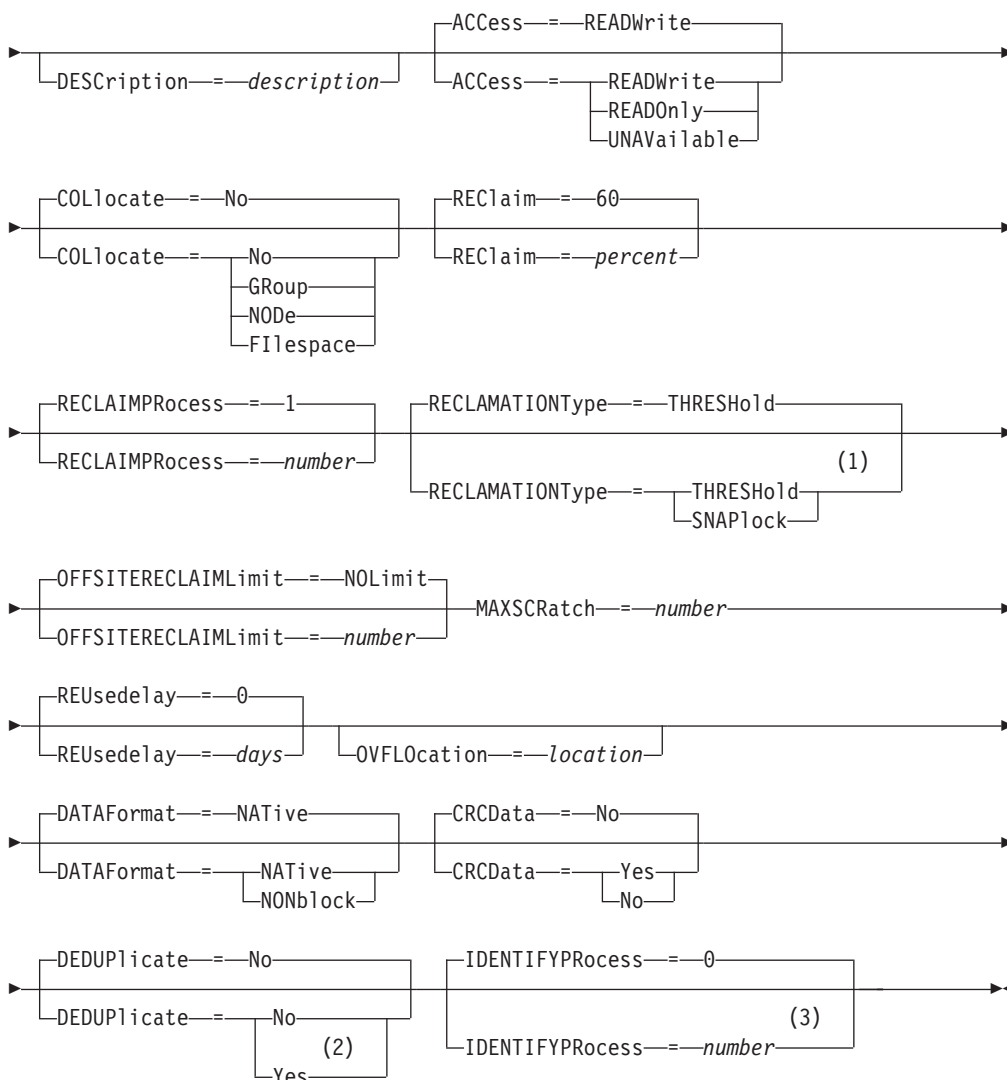 ACCess = READWrite
DESCription = description ACCess = READWrite
READOnly
UNAVailable
COLlocate = No REClaim = 60
COLlocate = No REClaim = percent
GRoup
NODe
FIlespace
RECLAIMPRocess = 1 RECLAMATIONType = THRESHold
RECLAIMPRocess = number (1)
RECLAMATIONType = THRESHold
SNAPlock
OFFSITERECLAIMLimit = NOLimit
MAXSCRatch = number
OFFSITERECLAIMLimit = number
REUsedelay = 0
REUsedelay = days OVFLOcation = location
DATAFormat = NATive CRCData = No
DATAFormat = NATive CRCData = Yes
NONblock No
DEDUPlicate = No IDENTIFYPRocess = 0
DEDUPlicate = No (3)
(2) IDENTIFYPRocess = number
Yes